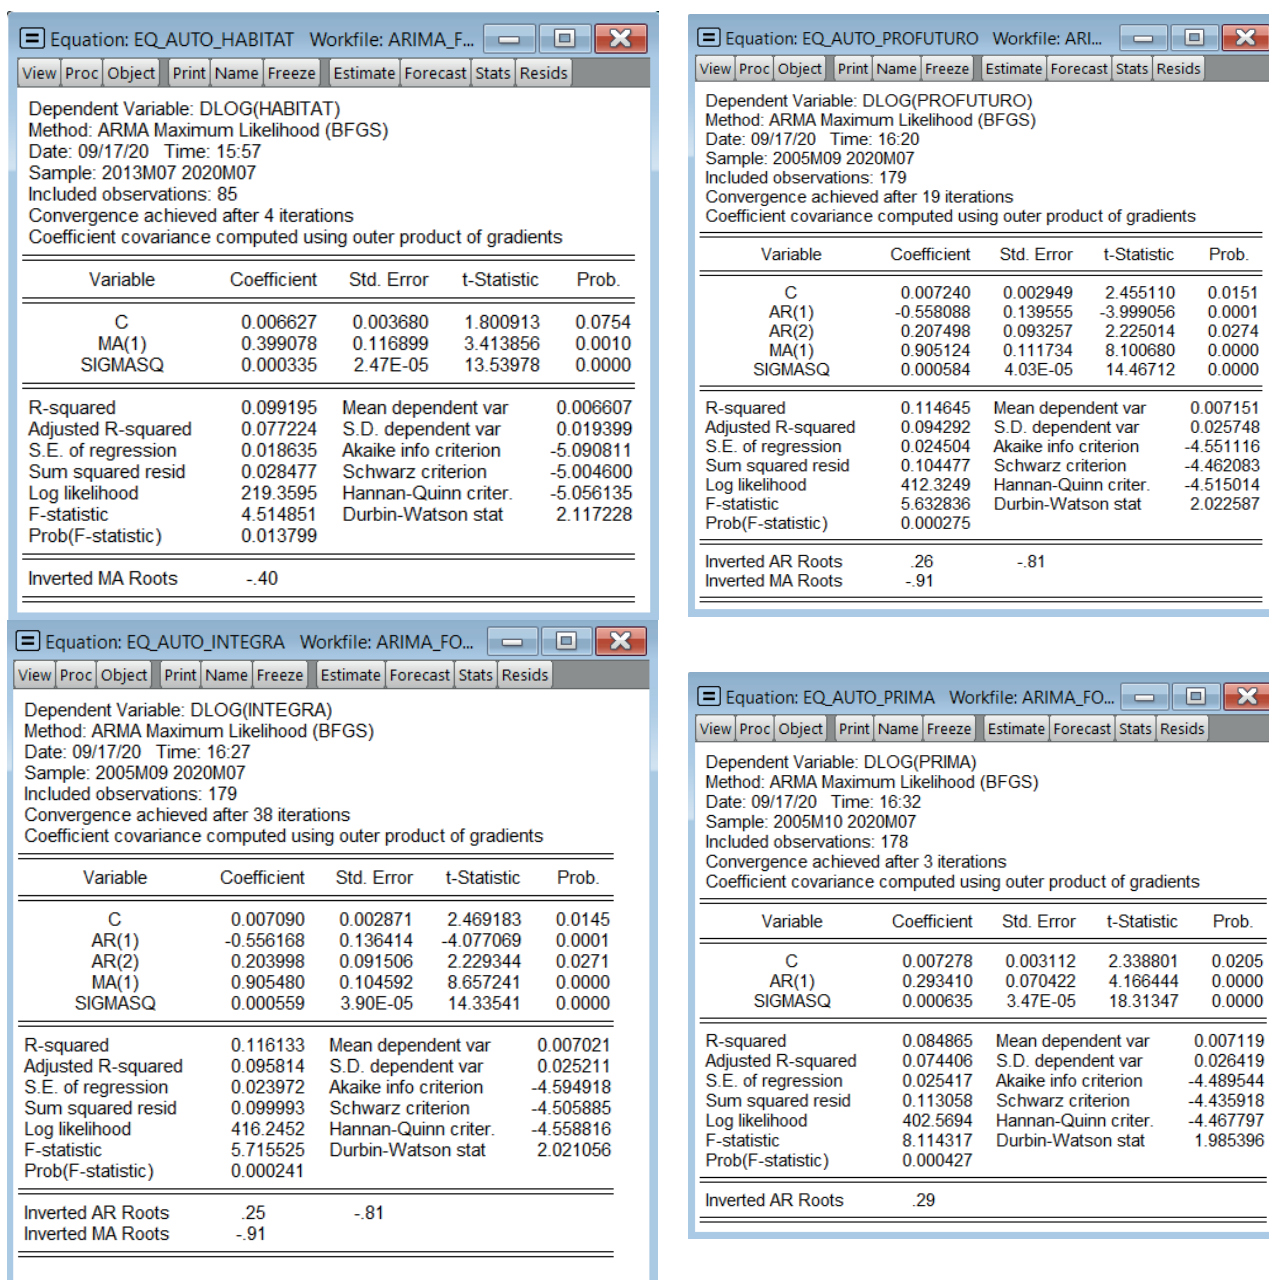 Equation: EQ_AUTO_HABITAT Workfile: ARIMA_F...
View Proc Object Print Name Freeze Estimate Forecast Stats Resids
Dependent Variable: DLOG(HABITAT)
Method: ARMA Maximum Likelihood (BFGS)
Date: 09/17/20 Time: 15:57
Sample: 2013M07 2020M07
Included observations: 85
Convergence achieved after 4 iterations
Coefficient covariance computed using outer product of gradients
Variable Coefficient Std. Error t-Statistic Prob.
C 0.006627 0.003680 1.800913 0.0754
MA(1) 0.399078 0.116899 3.413856 0.0010
SIGMASQ 0.000335 2.47E-05 13.53978 0.0000
R-squared 0.099195 Mean dependent var 0.006607
Adjusted R-squared 0.077224 S.D. dependent var 0.019399
S.E. of regression 0.018635 Akaike info criterion -5.090811
Sum squared resid 0.028477 Schwarz criterion -5.004600
Log likelihood 219.3595 Hannan-Quinn criter. -5.056135
F-statistic 4.514851 Durbin-Watson stat 2.117228
Prob(F-statistic) 0.013799
Inverted MA Roots -.40
Equation: EQ_AUTO_PROFUTURO Workfile: ARI...
View Proc Object Print Name Freeze Estimate Forecast Stats Resids
Dependent Variable: DLOG(PROFUTURO)
Method: ARMA Maximum Likelihood (BFGS)
Date: 09/17/20 Time: 16:20
Sample: 2005M09 2020M07
Included observations: 179
Convergence achieved after 19 iterations
Coefficient covariance computed using outer product of gradients
Variable Coefficient Std. Error t-Statistic Prob.
C 0.007240 0.002949 2.455110 0.0151
AR(1) -0.558088 0.139555 -3.999056 0.0001
AR(2) 0.207498 0.093257 2.225014 0.0274
MA(1) 0.905124 0.111734 8.100680 0.0000
SIGMASQ 0.000584 4.03E-05 14.46712 0.0000
R-squared 0.114645 Mean dependent var 0.007151
Adjusted R-squared 0.094292 S.D. dependent var 0.025748
S.E. of regression 0.024504 Akaike info criterion -4.551116
Sum squared resid 0.104477 Schwarz criterion -4.462083
Log likelihood 412.3249 Hannan-Quinn criter. -4.515014
F-statistic 5.632836 Durbin-Watson stat 2.022587
Prob(F-statistic) 0.000275
Inverted AR Roots .26 -.81
Inverted MA Roots -.91
Equation: EQ_AUTO_INTEGRA Workfile: ARIMA_FO...
View Proc Object Print Name Freeze Estimate Forecast Stats Resids
Dependent Variable: DLOG(INTEGRA)
Method: ARMA Maximum Likelihood (BFGS)
Date: 09/17/20 Time: 16:27
Sample: 2005M09 2020M07
Included observations: 179
Convergence achieved after 38 iterations
Coefficient covariance computed using outer product of gradients
Variable Coefficient Std. Error t-Statistic Prob.
C 0.007090 0.002871 2.469183 0.0145
AR(1) -0.556168 0.136414 -4.077069 0.0001
AR(2) 0.203998 0.091506 2.229344 0.0271
MA(1) 0.905480 0.104592 8.657241 0.0000
SIGMASQ 0.000559 3.90E-05 14.33541 0.0000
R-squared 0.116133 Mean dependent var 0.007021
Adjusted R-squared 0.095814 S.D. dependent var 0.025211
S.E. of regression 0.023972 Akaike info criterion -4.594918
Sum squared resid 0.099993 Schwarz criterion -4.505885
Log likelihood 416.2452 Hannan-Quinn criter. -4.558816
F-statistic 5.715525 Durbin-Watson stat 2.021056
Prob(F-statistic) 0.000241
Inverted AR Roots .25 -.81
Inverted MA Roots -.91
Equation: EQ_AUTO_PRIMA Workfile: ARIMA_FO...
View Proc Object Print Name Freeze Estimate Forecast Stats Resids
Dependent Variable: DLOG(PRIMA)
Method: ARMA Maximum Likelihood (BFGS)
Date: 09/17/20 Time: 16:32
Sample: 2005M10 2020M07
Included observations: 178
Convergence achieved after 3 iterations
Coefficient covariance computed using outer product of gradients
Variable Coefficient Std. Error t-Statistic Prob.
C 0.007278 0.003112 2.338801 0.0205
AR(1) 0.293410 0.070422 4.166444 0.0000
SIGMASQ 0.000635 3.47E-05 18.31347 0.0000
R-squared 0.084865 Mean dependent var 0.007119
Adjusted R-squared 0.074406 S.D. dependent var 0.026419
S.E. of regression 0.025417 Akaike info criterion -4.489544
Sum squared resid 0.113058 Schwarz criterion -4.435918
Log likelihood 402.5694 Hannan-Quinn criter. -4.467797
F-statistic 8.114317 Durbin-Watson stat 1.985396
Prob(F-statistic) 0.000427
Inverted AR Roots .29